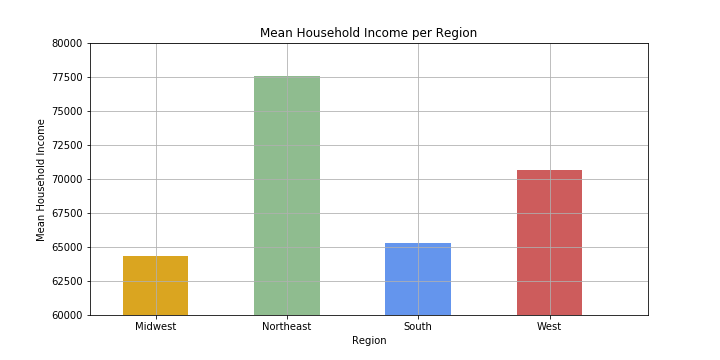 Mean Household Income per Region
80000
77500
75000
72500
70000
67500
65000
62500
60000
Mean Household Income
Midwest
Northeast
South
West
Region